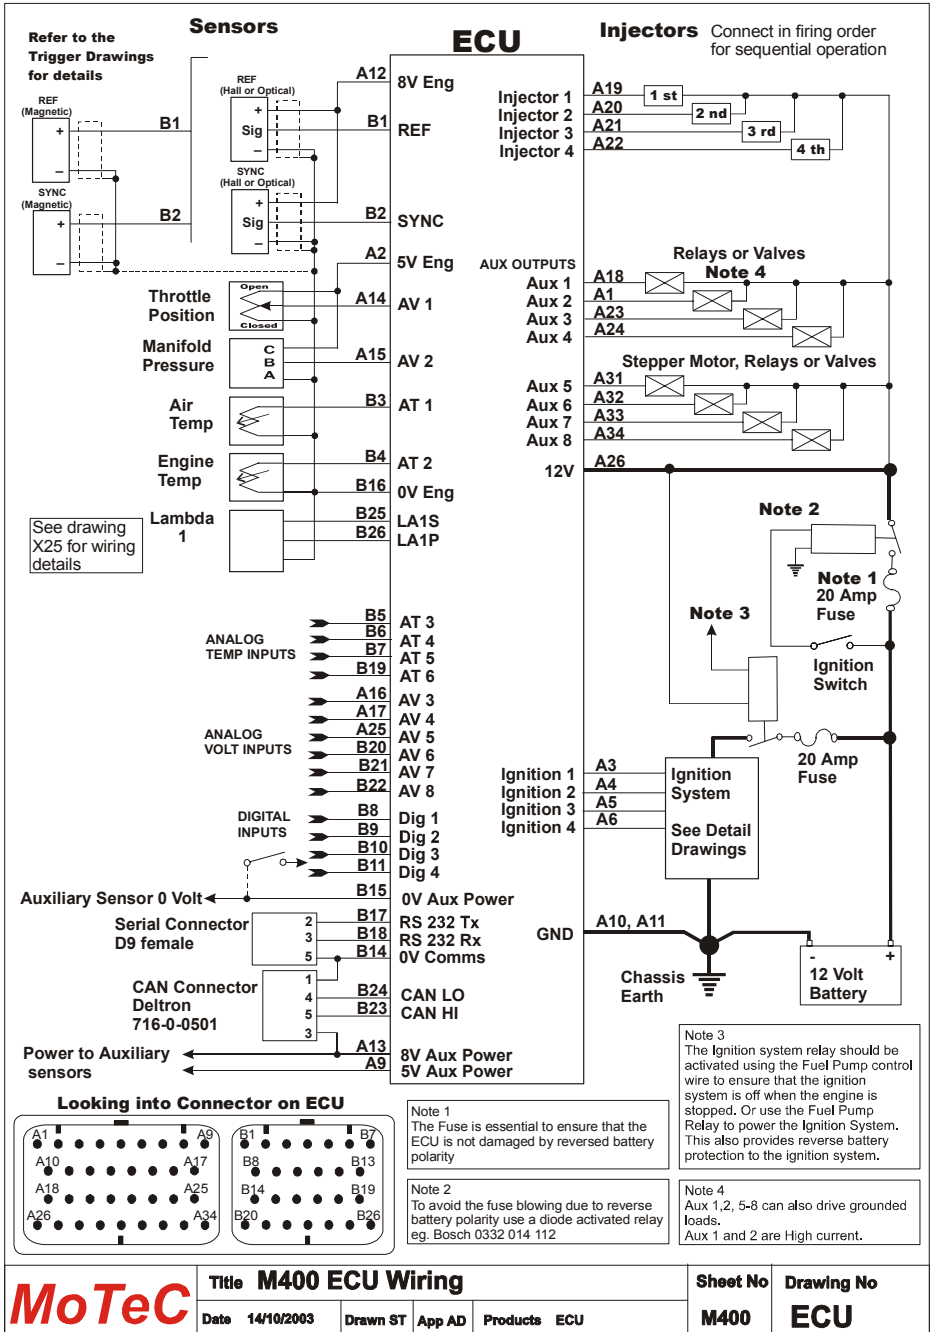 Sensors
ECU
Injectors
Connect in firing order
for sequential operation
Refer to the
Trigger Drawings
for details
REF
(Magnetic)
+
–
B1
SYNC
(Magnetic)
+
–
B2
REF
(Hall or Optical)
+
Sig
–
SYNC
(Hall or Optical)
+
Sig
–
A12
8V Eng
B1
REF
B2
SYNC
A2
5V Eng
Throttle
Position
Open
Closed
A14
AV 1
Manifold
Pressure
C
B
A
A15
AV 2
Air
Temp
B3
AT 1
Engine
Temp
B4
AT 2
B16
0V Eng
See drawing
X25 for wiring
details
Lambda
1
B25
LA1S
B26
LA1P
ANALOG
TEMP INPUTS
B5
AT 3
B6
AT 4
B7
AT 5
B19
AT 6
ANALOG
VOLT INPUTS
A16
AV 3
A17
AV 4
A25
AV 5
B20
AV 6
B21
AV 7
B22
AV 8
DIGITAL
INPUTS
B8
Dig 1
B9
Dig 2
B10
Dig 3
B11
Dig 4
Auxiliary Sensor 0 Volt
B15
0V Aux Power
Serial Connector
D9 female
2
3
5
B17
RS 232 Tx
B18
RS 232 Rx
B14
0V Comms
CAN Connector
Deltron
716-0-0501
1
4
5
3
B24
CAN LO
B23
CAN HI
Power to Auxiliary
sensors
A13
8V Aux Power
A9
5V Aux Power
Injector 1
A19
1 st
Injector 2
A20
2 nd
Injector 3
A21
3 rd
Injector 4
A22
4 th
AUX OUTPUTS
Relays or Valves
Note 4
Aux 1
A18
Aux 2
A1
Aux 3
A23
Aux 4
A24
Stepper Motor, Relays or Valves
Aux 5
A31
Aux 6
A32
Aux 7
A33
Aux 8
A34
12V
A26
Note 2
Note 1
20 Amp
Fuse
Note 3
Ignition
Switch
20 Amp
Fuse
Ignition 1
A3
Ignition 2
A4
Ignition 3
A5
Ignition 4
A6
Ignition
System
See Detail
Drawings
GND
A10, A11
Chassis
Earth
- +
12 Volt
Battery
Looking into Connector on ECU
A1 A9
A10 A17
A18 A25
A26 A34
B1 B7
B8 B13
B14 B19
B20 B26
Note 1
The Fuse is essential to ensure that the
ECU is not damaged by reversed battery
polarity
Note 2
To avoid the fuse blowing due to reverse
battery polarity use a diode activated relay
eg. Bosch 0332 014 112
Note 3
The Ignition system relay should be
activated using the Fuel Pump control
wire to ensure that the ignition
system is off when the engine is
stopped. Or use the Fuel Pump
Relay to power the Ignition System.
This also provides reverse battery
protection to the ignition system.
Note 4
Aux 1,2, 5-8 can also drive grounded
loads.
Aux 1 and 2 are High current.
MoTeC
Title M400 ECU Wiring
Date 14/10/2003
Drawn ST
App AD
Products ECU
Sheet No
M400
Drawing No
ECU